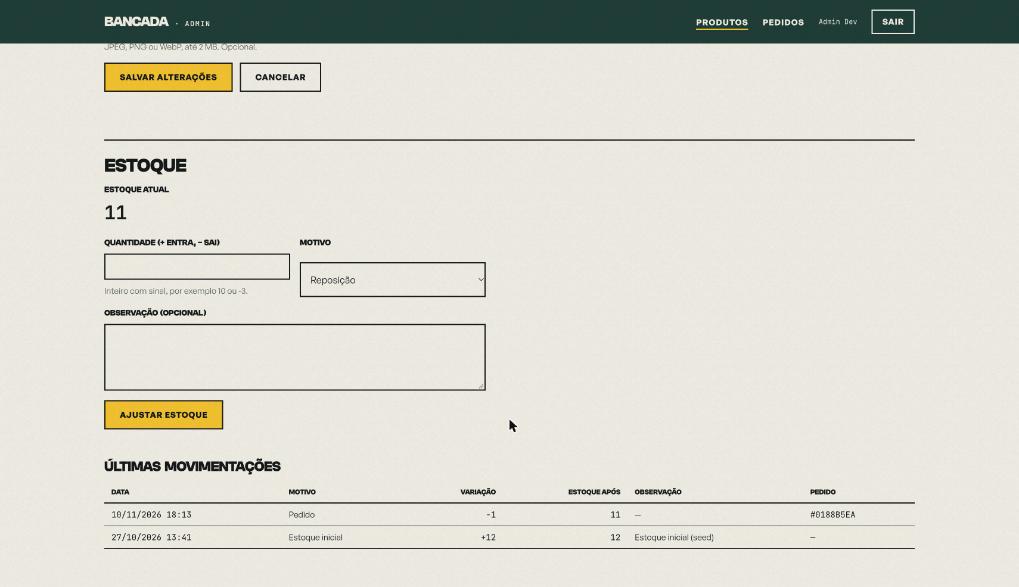 BANCADA · ADMIN PRODUTOS PEDIDOS Admin Dev SAIR
JPEG, PNG ou WebP, até 2 MB. Opcional.
SALVAR ALTERAÇÕES CANCELAR
ESTOQUE
ESTOQUE ATUAL
11
QUANTIDADE (+ ENTRA, − SAI) MOTIVO
Reposição
Inteiro com sinal, por exemplo 10 ou -3.
OBSERVAÇÃO (OPCIONAL)
AJUSTAR ESTOQUE
ÚLTIMAS MOVIMENTAÇÕES
DATA MOTIVO VARIAÇÃO ESTOQUE APÓS OBSERVAÇÃO PEDIDO
10/11/2026 18:13 Pedido -1 11 — #0188B5EA
27/10/2026 13:41 Estoque inicial +12 12 Estoque inicial (seed) —